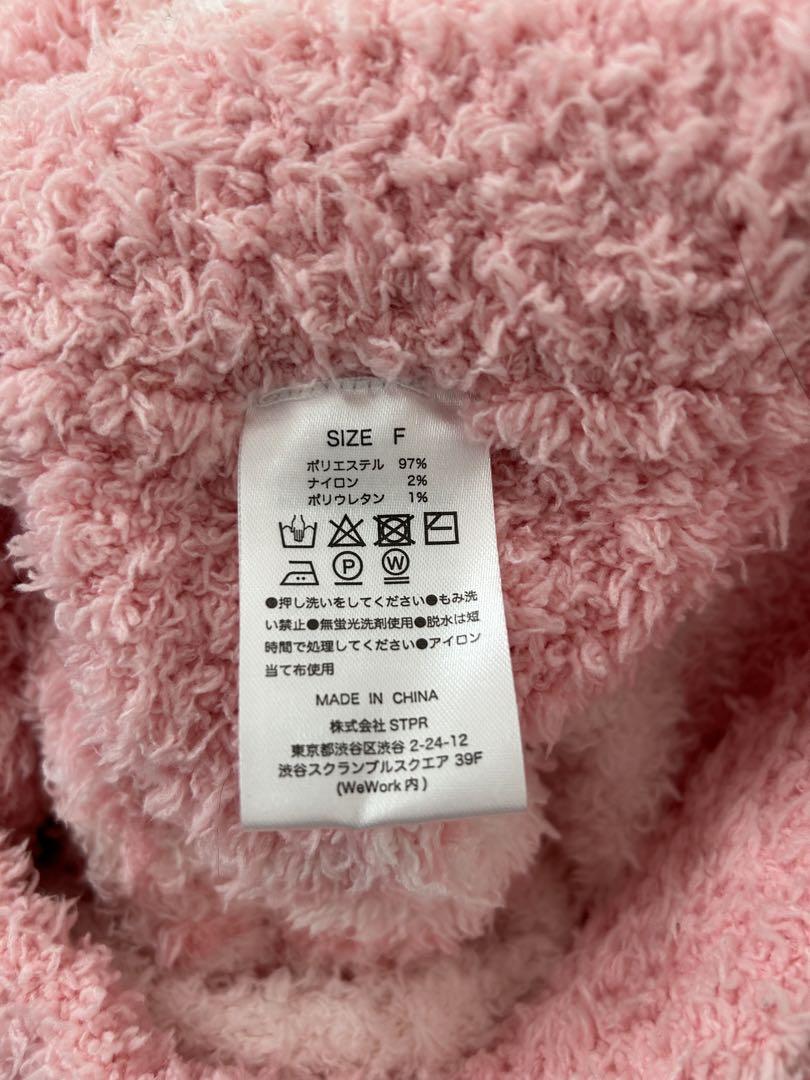 SIZE F
ポリエステル 97%
ナイロン 2%
ポリウレタン 1%
P W
●押し洗いをしてください●もみ洗
い禁止●無蛍光洗剤使用●脱水は短
時間で処理してください●アイロン
当て布使用
MADE IN CHINA
株式会社 STPR
東京都渋谷区渋谷 2-24-12
渋谷スクランブルスクエア 39F
(WeWork 内)